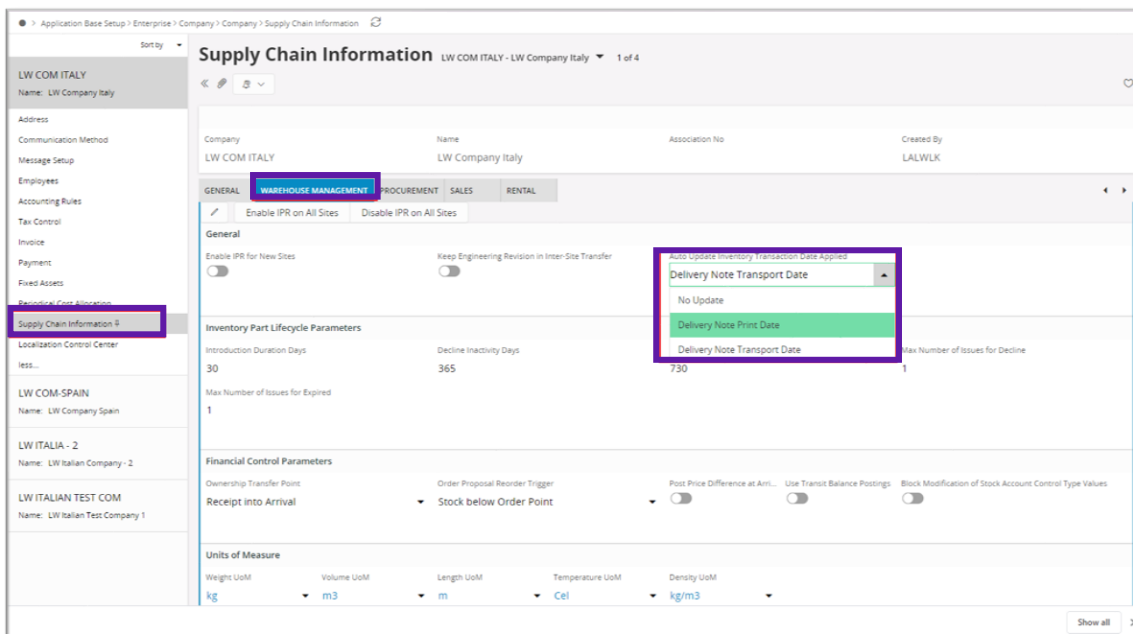 > Application Base Setup > Enterprise > Company > Company > Supply Chain Information
Sort by
LW COM ITALY
Name: LW Company Italy
Address
Communication Method
Message Setup
Employees
Accounting Rules
Tax Control
Invoice
Payment
Fixed Assets
Periodical Cost Allocation
Supply Chain Information
Localization Control Center
less...
LW COM-SPAIN
Name: LW Company Spain
LW ITALIA - 2
Name: LW Italian Company - 2
LW ITALIAN TEST COM
Name: LW Italian Test Company 1
Supply Chain Information LW COM ITALY - LW Company Italy 1 of 4
Company Name Association No Created By
LW COM ITALY LW Company Italy LALWLK
GENERAL WAREHOUSE MANAGEMENT PROCUREMENT SALES RENTAL
Enable IPR on All Sites Disable IPR on All Sites
General
Enable IPR for New Sites Keep Engineering Revision in Inter-Site Transfer Auto Update Inventory Transaction Date Applied
Delivery Note Transport Date
No Update
Delivery Note Print Date
Delivery Note Transport Date
Inventory Part Lifecycle Parameters
Introduction Duration Days Decline Inactivity Days Max Number of Issues for Decline
30 365 730 1
Max Number of Issues for Expired
1
Financial Control Parameters
Ownership Transfer Point Order Proposal Reorder Trigger Post Price Difference at Arri... Use Transit Balance Postings Block Modification of Stock Account Control Type Values
Receipt into Arrival Stock below Order Point
Units of Measure
Weight UoM Volume UoM Length UoM Temperature UoM Density UoM
kg m3 m Cel kg/m3
Show all